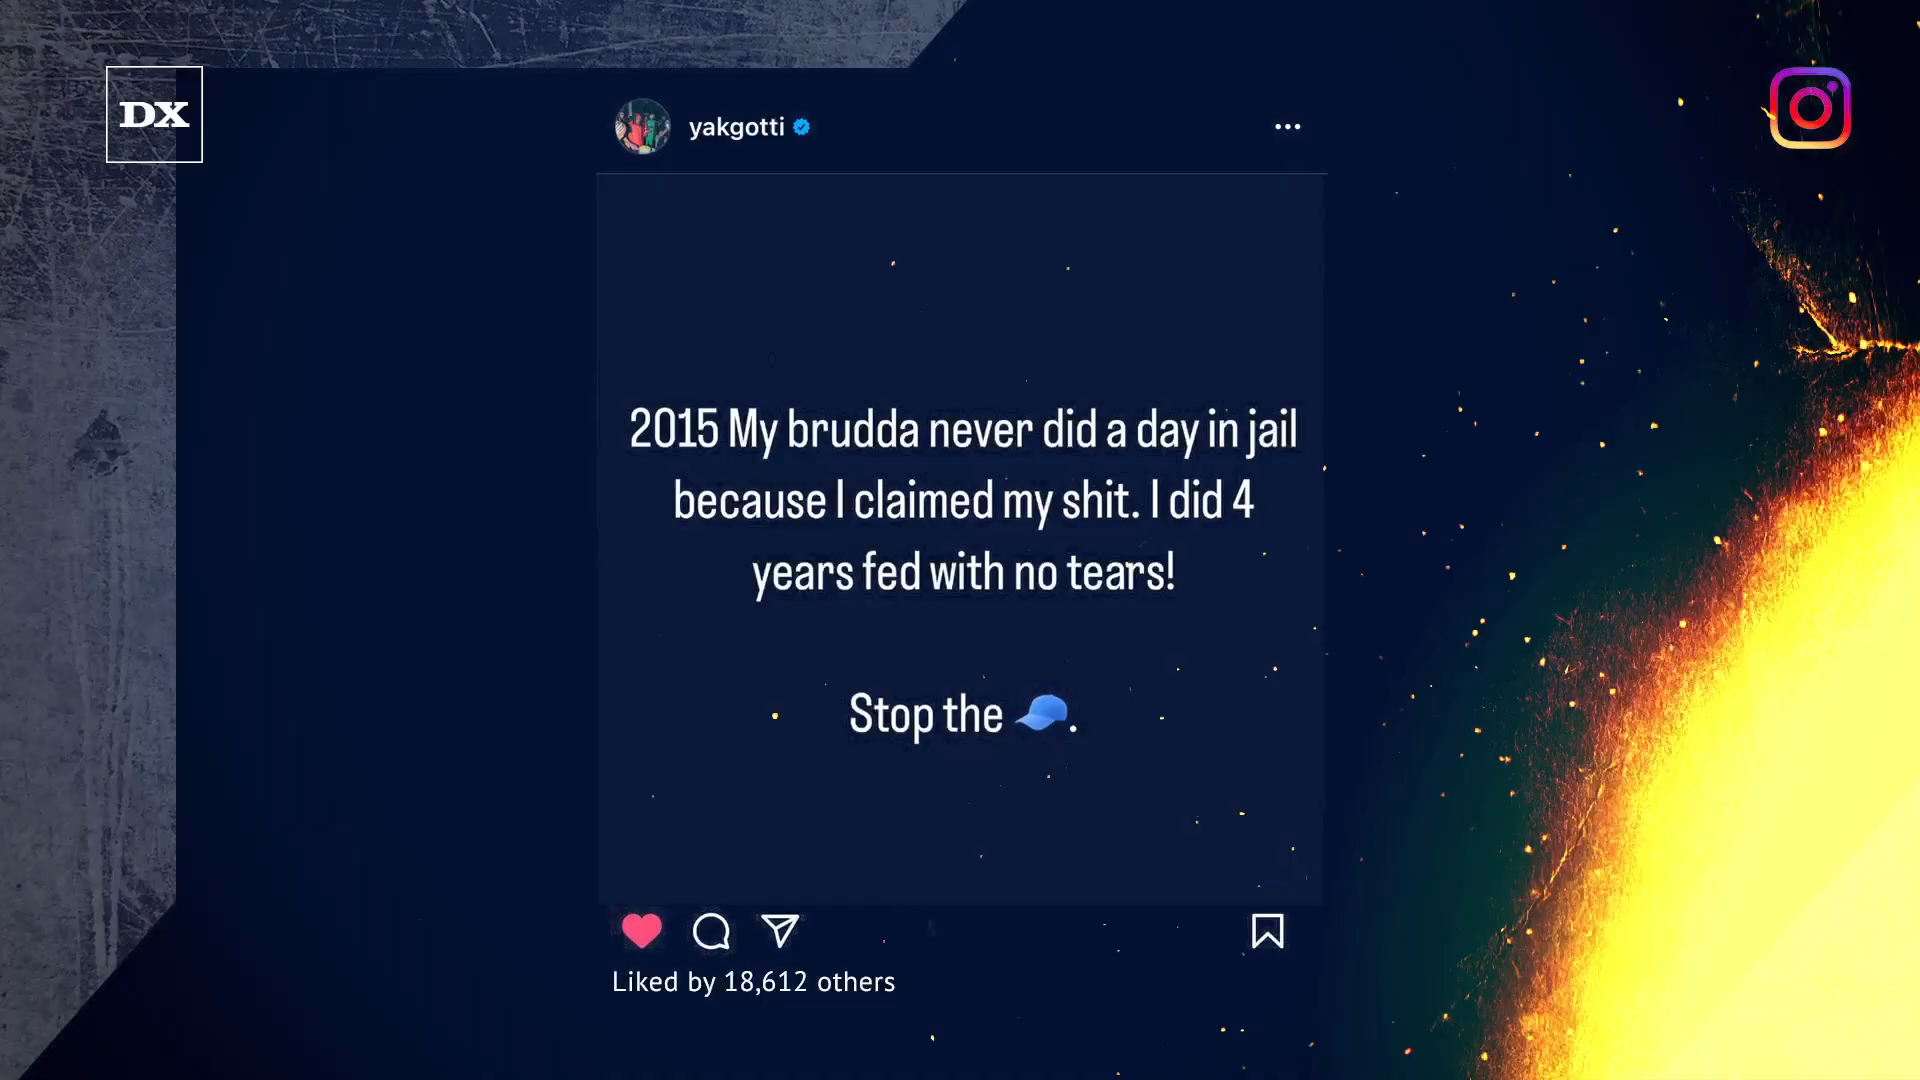 DX
yakgotti
2015 My brudda never did a day in jail
because I claimed my shit. I did 4
years fed with no tears!
Stop the 🧢.
Liked by 18,612 others